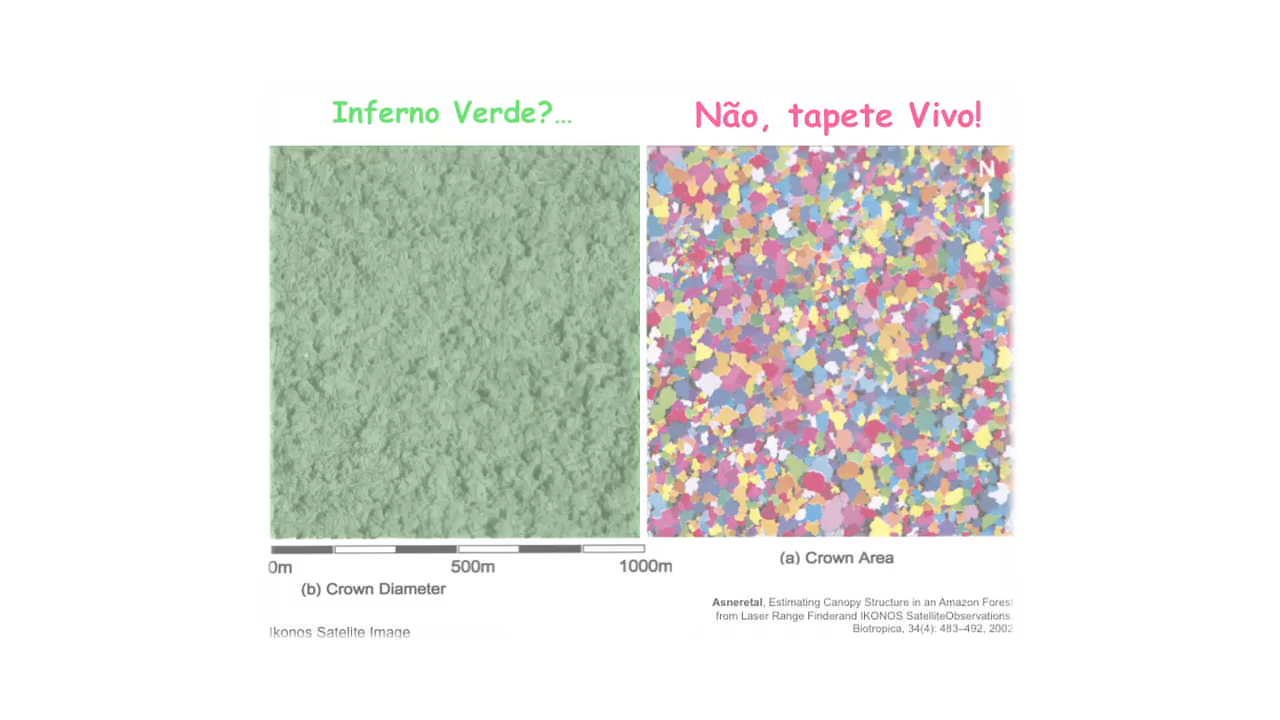 Inferno Verde?...
Não, tapete Vivo!
N
0m 500m 1000m
(b) Crown Diameter
(a) Crown Area
Asneretal, Estimating Canopy Structure in an Amazon Forest
from Laser Range Finderand IKONOS SatelliteObservations.
Biotropica, 34(4): 483–492, 2002
Ikonos Satelite Image